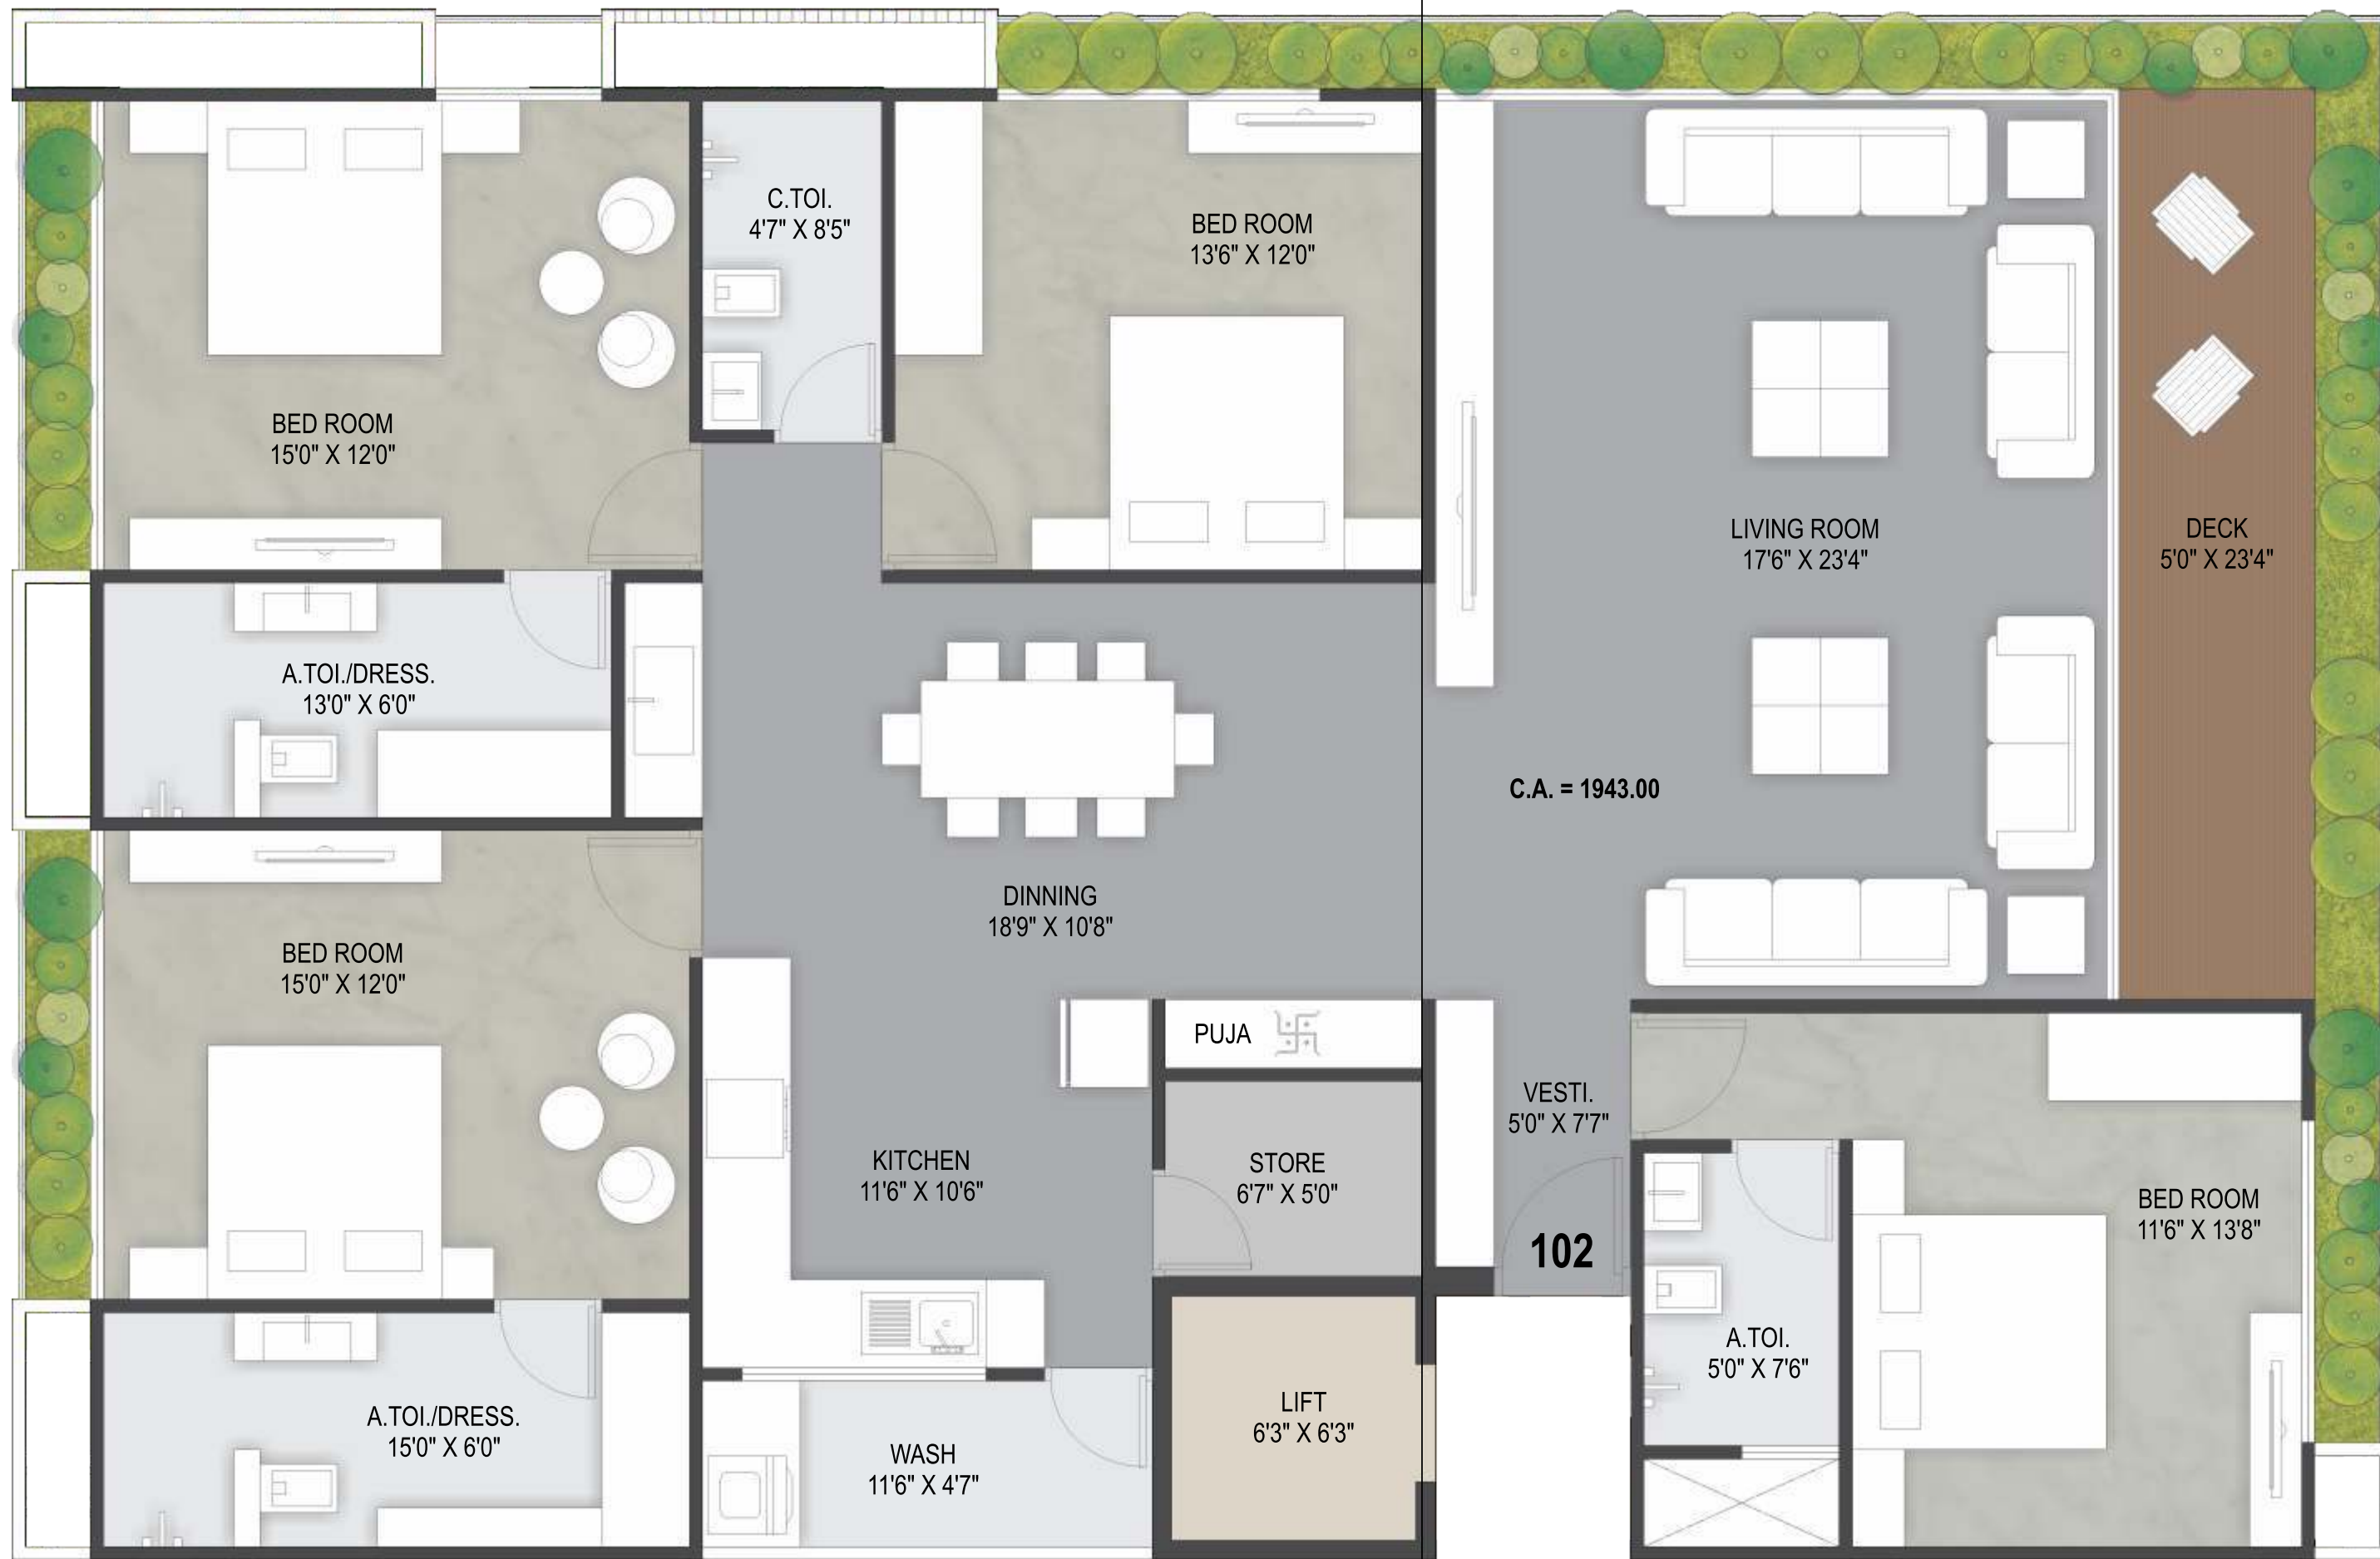 C.TOI.
4'7" X 8'5"
BED ROOM
13'6" X 12'0"
BED ROOM
15'0" X 12'0"
LIVING ROOM
17'6" X 23'4"
DECK
5'0" X 23'4"
A.TOI./DRESS.
13'0" X 6'0"
C.A. = 1943.00
DINNING
18'9" X 10'8"
BED ROOM
15'0" X 12'0"
PUJA
VESTI.
5'0" X 7'7"
KITCHEN
11'6" X 10'6"
STORE
6'7" X 5'0"
BED ROOM
11'6" X 13'8"
102
A.TOI.
5'0" X 7'6"
LIFT
6'3" X 6'3"
A.TOI./DRESS.
15'0" X 6'0"
WASH
11'6" X 4'7"